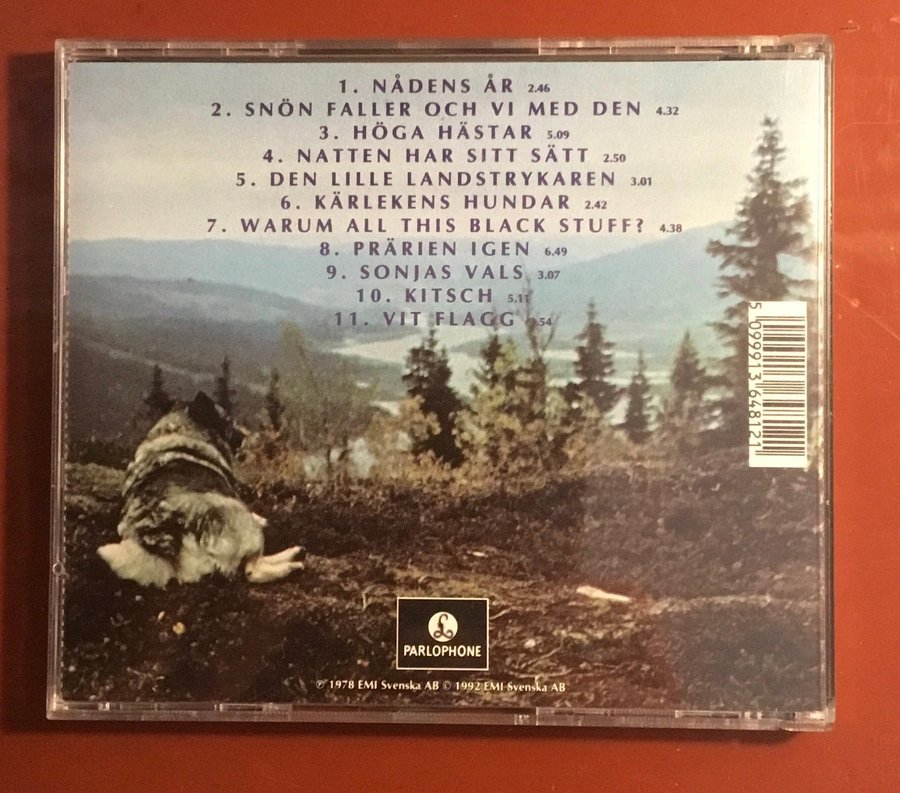 1. NÅDENS ÅR 2.46
2. SNÖN FALLER OCH VI MED DEN 4.32
3. HÖGA HÄSTAR 5.09
4. NATTEN HAR SITT SÄTT 2.50
5. DEN LILLE LANDSTRYKAREN 3.01
6. KÄRLEKENS HUNDAR 2.42
7. WARUM ALL THIS BLACK STUFF? 4.38
8. PRÄRIEN IGEN 6.49
9. SONJAS VALS 3.07
10. KITSCH 5.11
11. VIT FLAGG .54
5 099913 648121
£
PARLOPHONE
℗ 1978 EMI Svenska AB © 1992 EMI Svenska AB